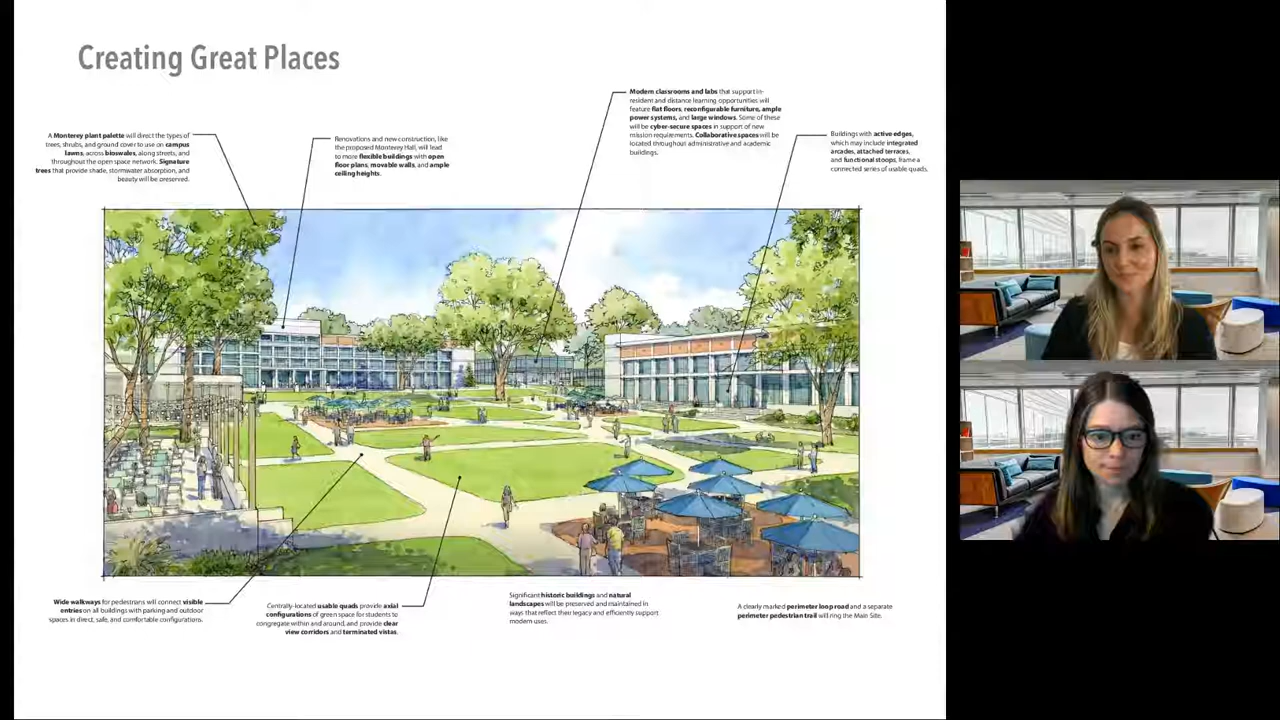 Creating Great Places
A Monterey plant palette will direct the types of
trees, shrubs, and ground cover to use on campus
lawns, across bioswales, along streets, and
throughout the open space network. Signature
trees that provide shade, stormwater absorption, and
beauty will be preserved.
Renovations and new construction, like
the proposed Monterey Hall, will lead
to more flexible buildings with open
floor plans, movable walls, and ample
ceiling heights.
Modern classrooms and labs that support in-
resident and distance learning opportunities will
feature flat floors, reconfigurable furniture, ample
power systems, and large windows. Some of these
will be cyber-secure spaces in support of new
mission requirements. Collaborative spaces will be
located throughout administrative and academic
buildings.
Buildings with active edges,
which may include integrated
arcades, attached terraces,
and functional stoops, frame a
connected series of usable quads.
Wide walkways for pedestrians will connect visible
entries on all buildings with parking and outdoor
spaces in direct, safe, and comfortable configurations.
Centrally-located usable quads provide axial
configurations of green space for students to
congregate within and around, and provide clear
view corridors and terminated vistas.
Significant historic buildings and natural
landscapes will be preserved and maintained in
ways that reflect their legacy and efficiently support
modern uses.
A clearly marked perimeter loop road and a separate
perimeter pedestrian trail will ring the Main Site.